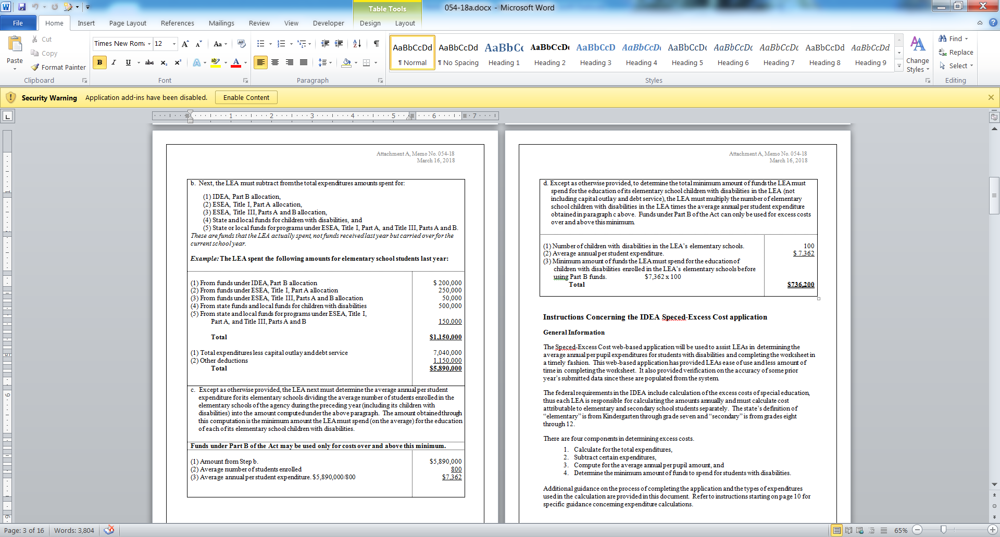 054-18a.docx - Microsoft Word
Table Tools
File Home Insert Page Layout References Mailings Review View Developer Design Layout
Paste
Cut
Copy
Format Painter
Clipboard
Times New Roma 12
Font
Paragraph
AaBbCcDd AaBbCcDd AaBbCc AaBbCcDc AaBbCcD AaBbCcDc AaBbCcDc AaBbCcDc AaBbCcDc AaBbCcDd AaBbCcDd
¶ Normal ¶ No Spacing Heading 1 Heading 2 Heading 3 Heading 4 Heading 5 Heading 6 Heading 7 Heading 8 Heading 9
Styles
Change Styles
Find
Replace
Select
Editing
Security Warning Application add-ins have been disabled. Enable Content
1 2 3 4 5 6 7
Attachment A, Memo No. 054-18
March 16, 2018
b. Next, the LEA must subtract from the total expenditures amounts spent for:
(1) IDEA, Part B allocation,
(2) ESEA, Title I, Part A allocation,
(3) ESEA, Title III, Parts A and B allocation,
(4) State and local funds for children with disabilities, and
(5) State or local funds for programs under ESEA, Title I, Part A, and Title III, Parts A and B.
These are funds that the LEA actually spent, not funds received last year but carried over for the
current school year.
Example: The LEA spent the following amounts for elementary school students last year:
(1) From funds under IDEA, Part B allocation $ 200,000
(2) From funds under ESEA, Title I, Part A allocation 250,000
(3) From funds under ESEA, Title III, Parts A and B allocation 50,000
(4) From state funds and local funds for children with disabilities 500,000
(5) From state and local funds for programs under ESEA, Title I,
Part A, and Title III, Parts A and B 150,000
Total $1,150,000
(1) Total expenditures less capital outlay and debt service 7,040,000
(2) Other deductions 1,150,000
Total $5,890,000
c. Except as otherwise provided, the LEA next must determine the average annual per student
expenditure for its elementary schools dividing the average number of students enrolled in the
elementary schools of the agency during the preceding year (including its children with
disabilities) into the amount computed under the above paragraph. The amount obtained through
this computation is the minimum amount the LEA must spend (on the average) for the education
of each of its elementary school children with disabilities.
Funds under Part B of the Act may be used only for costs over and above this minimum.
(1) Amount from Step b. $5,890,000
(2) Average number of students enrolled 800
(3) Average annual per student expenditure. $5,890,000/800 $7,362
Attachment A, Memo No. 054-18
March 16, 2018
d. Except as otherwise provided, to determine the total minimum amount of funds the LEA must
spend for the education of its elementary school children with disabilities in the LEA (not
including capital outlay and debt service), the LEA must multiply the number of elementary
school children with disabilities in the LEA times the average annual per student expenditure
obtained in paragraph c above. Funds under Part B of the Act can only be used for excess costs
over and above this minimum.
(1) Number of children with disabilities in the LEA's elementary schools. 100
(2) Average annual per student expenditure. $ 7,362
(3) Minimum amount of funds the LEA must spend for the education of
children with disabilities enrolled in the LEA's elementary schools before
using Part B funds. $7,362 x 100
Total $736,200
Instructions Concerning the IDEA Speced-Excess Cost application
General Information
The Speced-Excess Cost web-based application will be used to assist LEAs in determining the
average annual per pupil expenditures for students with disabilities and completing the worksheet in
a timely fashion. This web-based application has provided LEAs ease of use and less amount of
time in completing the worksheet. It also provided verification on the accuracy of some prior
year's submitted data since these are populated from the system.
The federal requirements in the IDEA include calculation of the excess costs of special education,
thus each LEA is responsible for calculating the amounts annually and must calculate cost
attributable to elementary and secondary school students separately. The state's definition of
"elementary" is from Kindergarten through grade seven and "secondary" is from grades eight
through 12.
There are four components in determining excess costs.
1. Calculate for the total expenditures,
2. Subtract certain expenditures,
3. Compute for the average annual per pupil amount, and
4. Determine the minimum amount of funds to spend for students with disabilities.
Additional guidance on the process of completing the application and the types of expenditures
used in the calculation are provided in this document. Refer to instructions starting on page 10 for
specific guidance concerning expenditure calculations.
Page: 3 of 16 Words: 3,804 65%